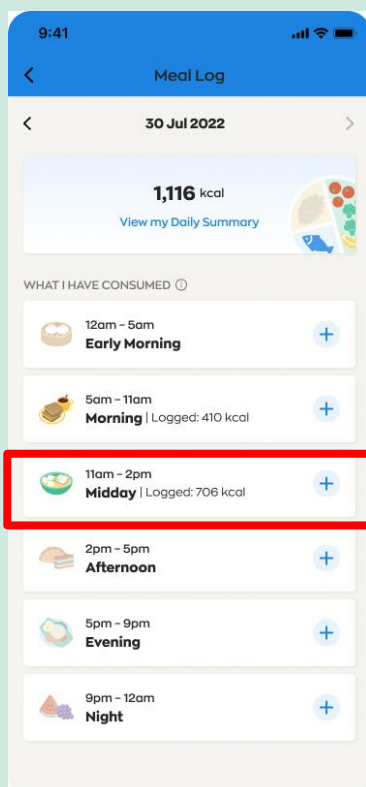 9:41
Meal Log
30 Jul 2022
1,116 kcal
View my Daily Summary
WHAT I HAVE CONSUMED
12am - 5am
Early Morning
5am - 11am
Morning | Logged: 410 kcal
11am - 2pm
Midday | Logged: 706 kcal
2pm - 5pm
Afternoon
5pm - 9pm
Evening
9pm - 12am
Night